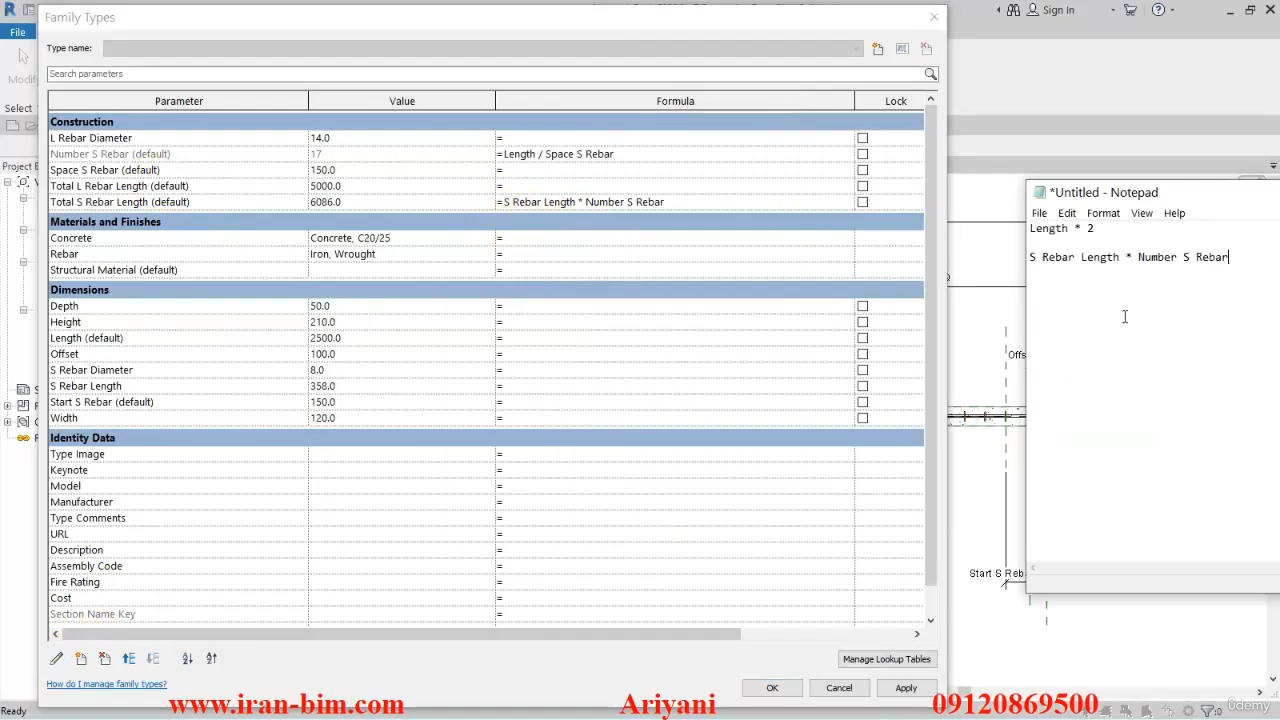 Family Types
Sign In
File
Type name:
Modify
Search parameters
Select
Parameter Value Formula Lock
Construction
L Rebar Diameter 14.0 =
Number S Rebar (default) 17 =Length / Space S Rebar
Space S Rebar (default) 150.0 =
Total L Rebar Length (default) 5000.0 =
Total S Rebar Length (default) 6086.0 =S Rebar Length * Number S Rebar
Materials and Finishes
Concrete Concrete, C20/25 =
Rebar Iron, Wrought =
Structural Material (default) =
Dimensions
Depth 50.0 =
Height 210.0 =
Length (default) 2500.0 =
Offset 100.0 =
S Rebar Diameter 8.0 =
S Rebar Length 358.0 =
Start S Rebar (default) 150.0 =
Width 120.0 =
Identity Data
Type Image =
Keynote =
Model =
Manufacturer =
Type Comments =
URL =
Description =
Assembly Code =
Fire Rating =
Cost =
Section Name Key
Manage Lookup Tables
How do I manage family types?
OK Cancel Apply
Project E
*Untitled - Notepad
File Edit Format View Help
Length * 2
S Rebar Length * Number S Rebar
Offs
Start S Reb
Ready
:0
www.iran-bim.com Ariyani 09120869500
Udemy